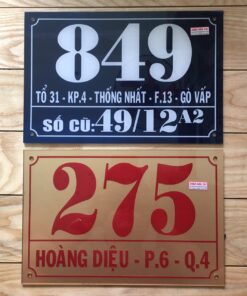 849
TỔ 31 - KP.4 - THỐNG NHẤT - F.13 - GÒ VẤP
SỐ CŨ: 49/12A2
275
HOÀNG DIỆU - P.6 - Q.4